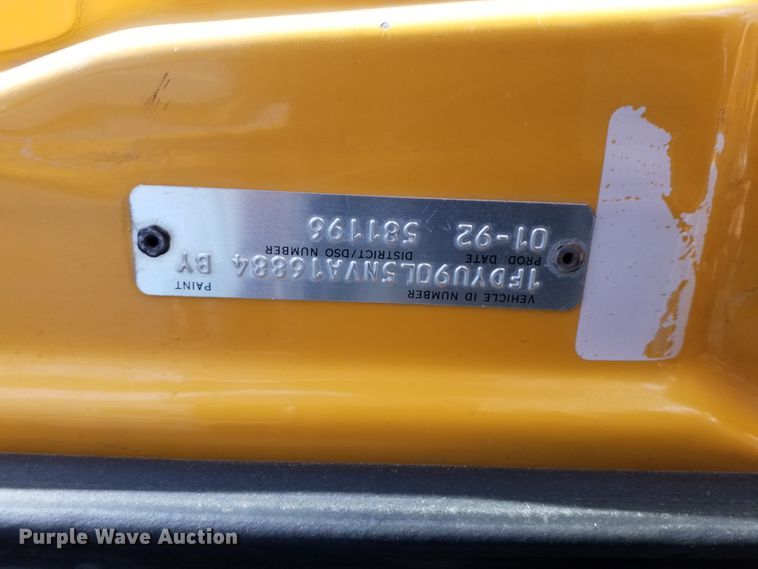 VEHICLE ID NUMBER PAINT
1FDYU90L5NVA16884 BY
PROD. DATE DISTRICT/DSO NUMBER
01-92 581196
Purple Wave Auction